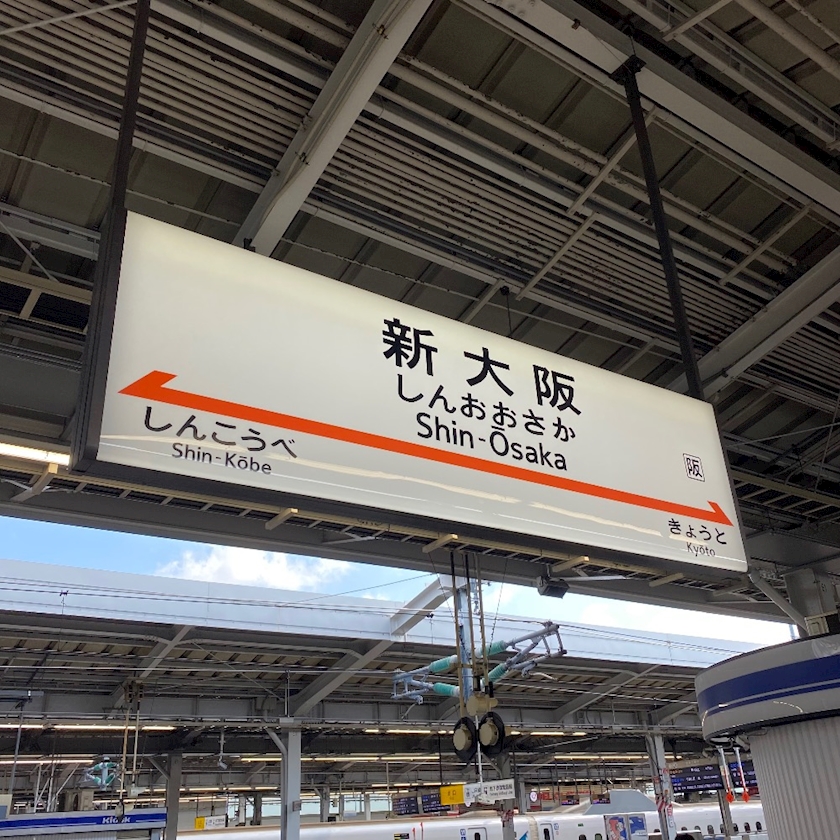 新大阪
しんおおさか
Shin-Ōsaka
阪
しんこうべ
Shin-Kōbe
きょうと
Kyōto
Kiosk